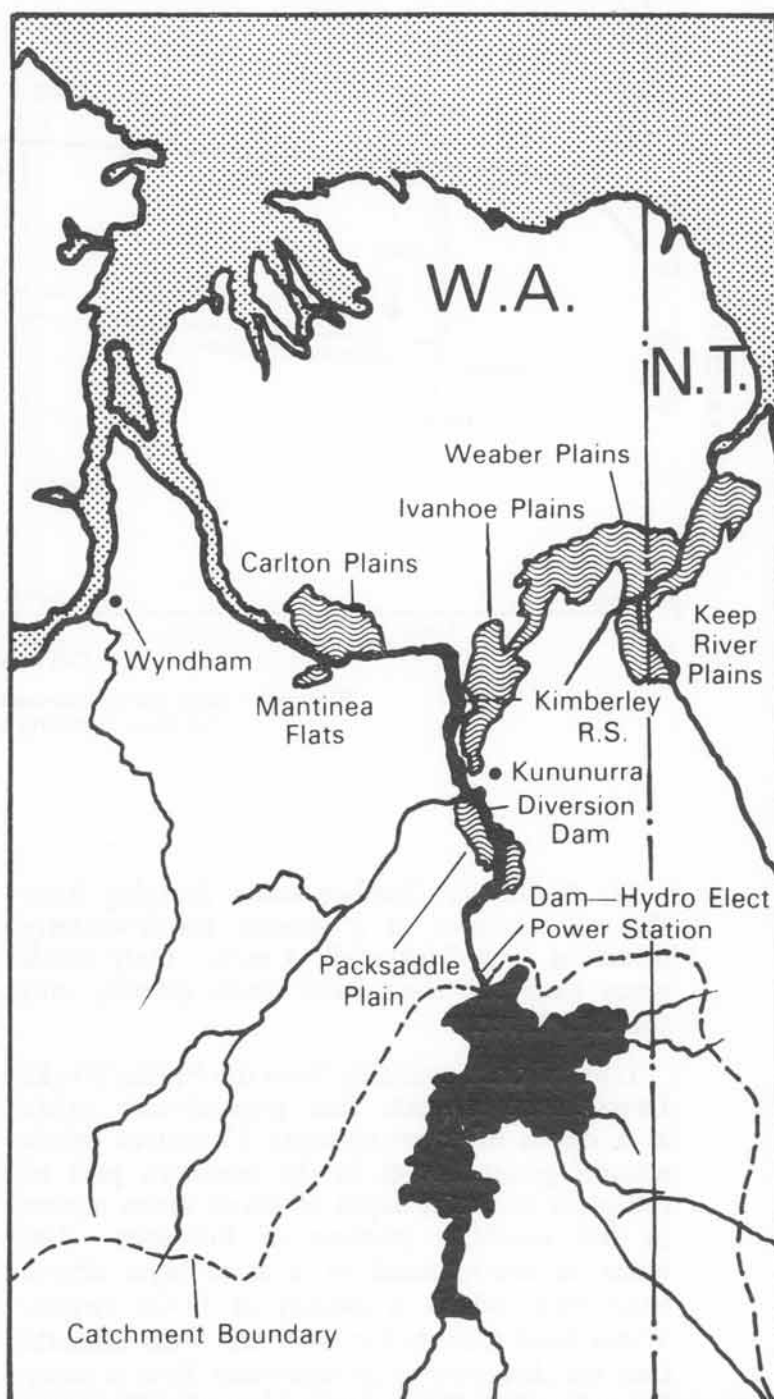 W.A.
N.T.
Weaber Plains
Ivanhoe Plains
Carlton Plains
Wyndham
Mantinea
Flats
Keep
River
Plains
Kimberley
R.S.
Kununurra
Diversion
Dam
Dam—Hydro Elect
Power Station
Packsaddle
Plain
Catchment Boundary